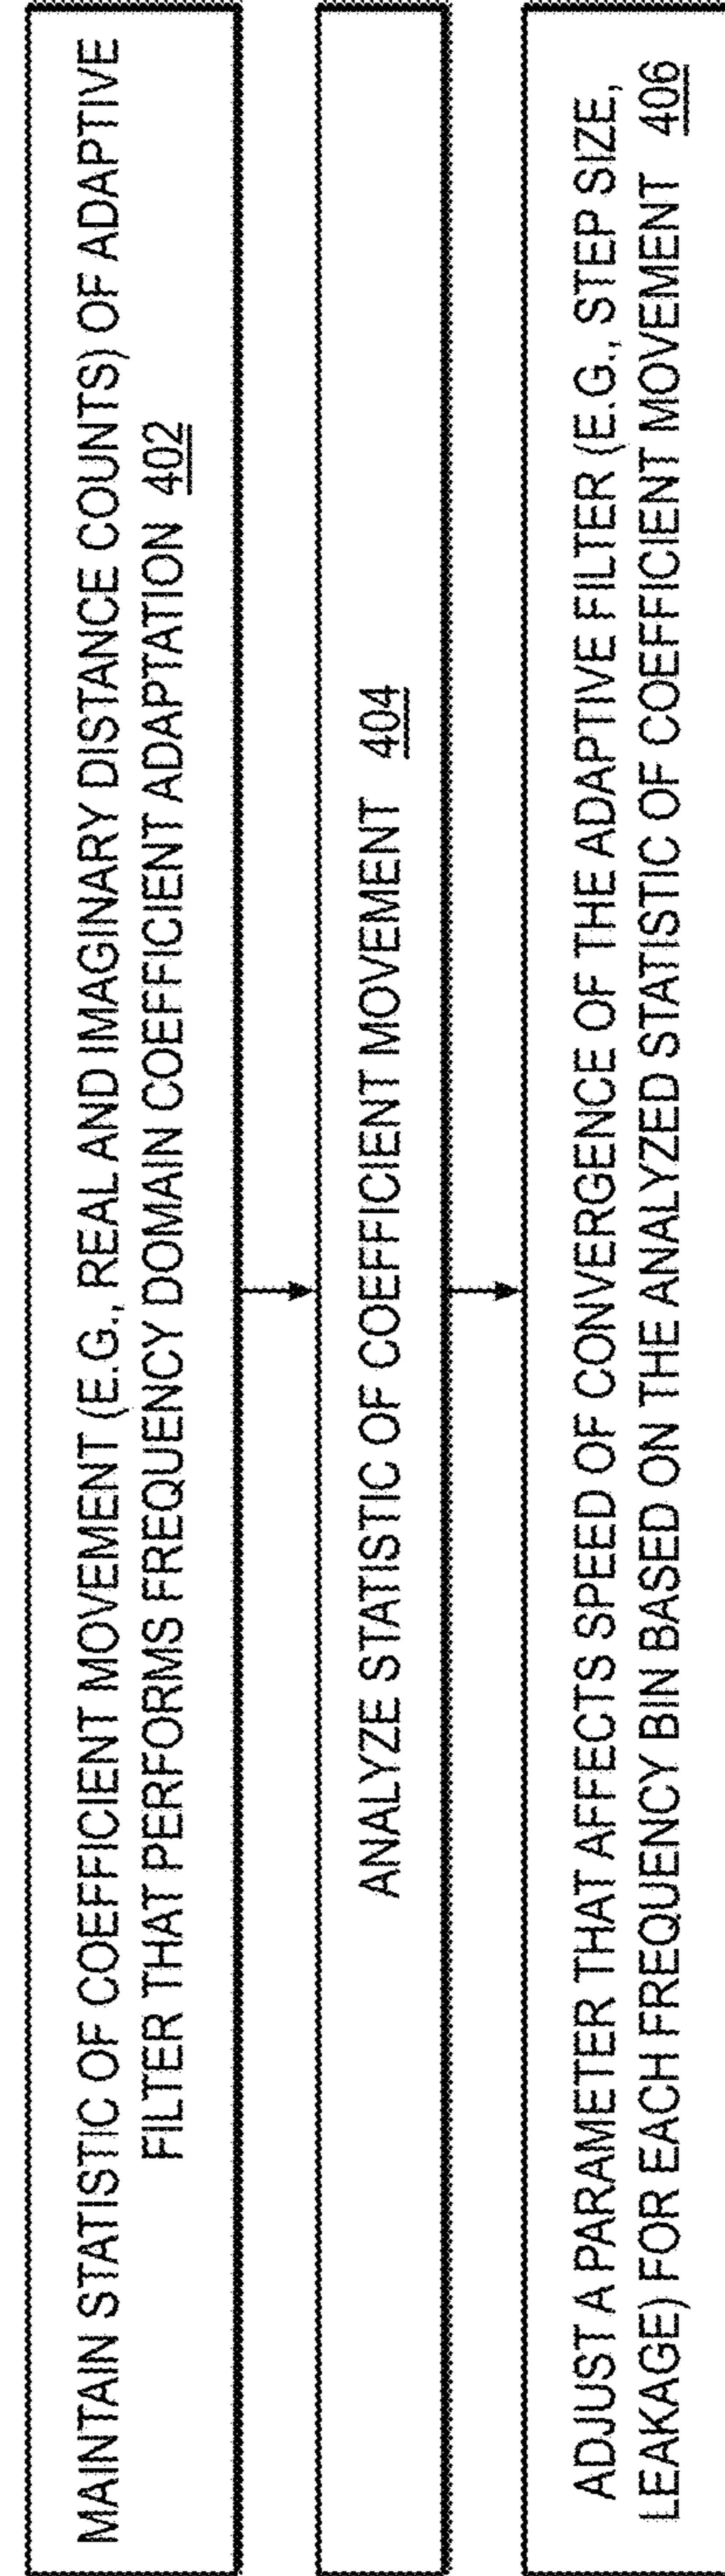 MAINTAIN STATISTIC OF COEFFICIENT MOVEMENT (E.G., REAL AND IMAGINARY DISTANCE COUNTS) OF ADAPTIVE
FILTER THAT PERFORMS FREQUENCY DOMAIN COEFFICIENT ADAPTATION 402
ANALYZE STATISTIC OF COEFFICIENT MOVEMENT 404
ADJUST A PARAMETER THAT AFFECTS SPEED OF CONVERGENCE OF THE ADAPTIVE FILTER (E.G., STEP SIZE,
LEAKAGE) FOR EACH FREQUENCY BIN BASED ON THE ANALYZED STATISTIC OF COEFFICIENT MOVEMENT 406